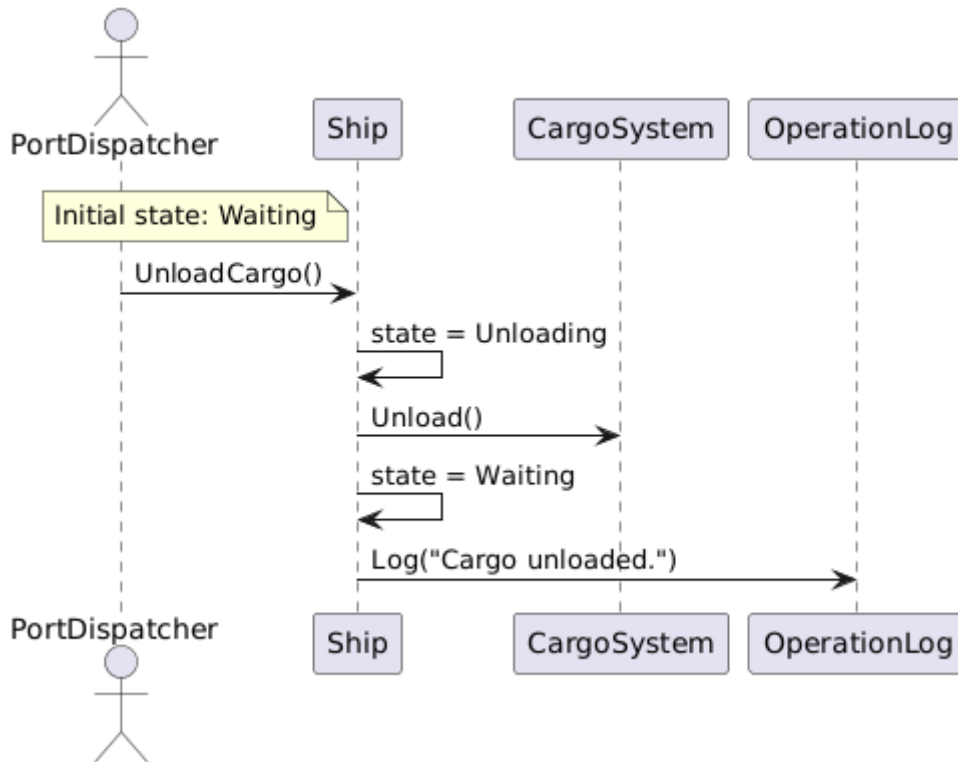 PortDispatcher
Ship
CargoSystem
OperationLog
Initial state: Waiting
UnloadCargo()
state = Unloading
Unload()
state = Waiting
Log("Cargo unloaded.")
PortDispatcher
Ship
CargoSystem
OperationLog